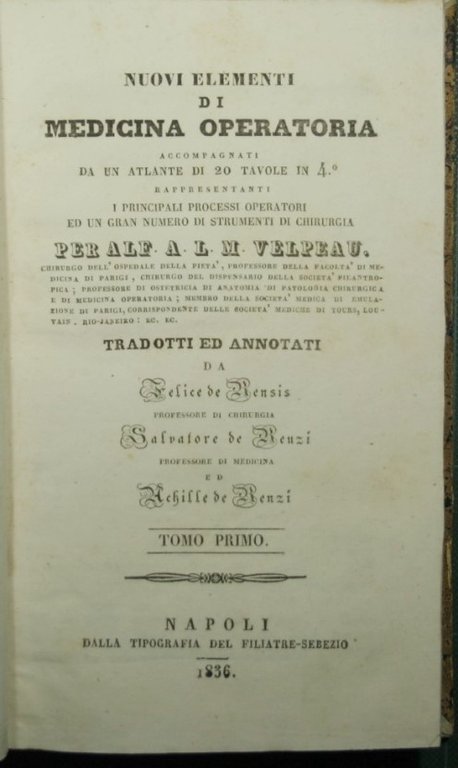 NUOVI ELEMENTI
DI
MEDICINA OPERATORIA
ACCOMPAGNATI
DA UN ATLANTE DI 20 TAVOLE IN 4.º
RAPPRESENTANTI
I PRINCIPALI PROCESSI OPERATORI
ED UN GRAN NUMERO DI STRUMENTI DI CHIRURGIA
PER ALF. A. L. M. VELPEAU.
CHIRURGO DELL' OSPEDALE DELLA PIETA', PROFESSORE DELLA FACOLTA' DI ME-
DICINA DI PARIGI, CHIRURGO DEL DISPENSARIO DELLA SOCIETA' FILANTRO-
PICA; PROFESSORE DI OSTETRICIA DI ANATOMIA DI PATOLOGIA CHIRURGICA
E DI MEDICINA OPERATORIA; MEMBRO DELLA SOCIETA' MEDICA DI EMULA-
ZIONE DI PARIGI, CORRISPONDENTE DELLE SOCIETA' MEDICHE DI TOURS, LOU-
VAIN, RIO-JANEIRO: EC. EC.
TRADOTTI ED ANNOTATI
DA
Felice de Rensis
PROFESSORE DI CHIRURGIA
Salvatore de Renzi
PROFESSORE DI MEDICINA
ED
Achille de Renzi
TOMO PRIMO.
NAPOLI
DALLA TIPOGRAFIA DEL FILIATRE-SEBEZIO
1836.